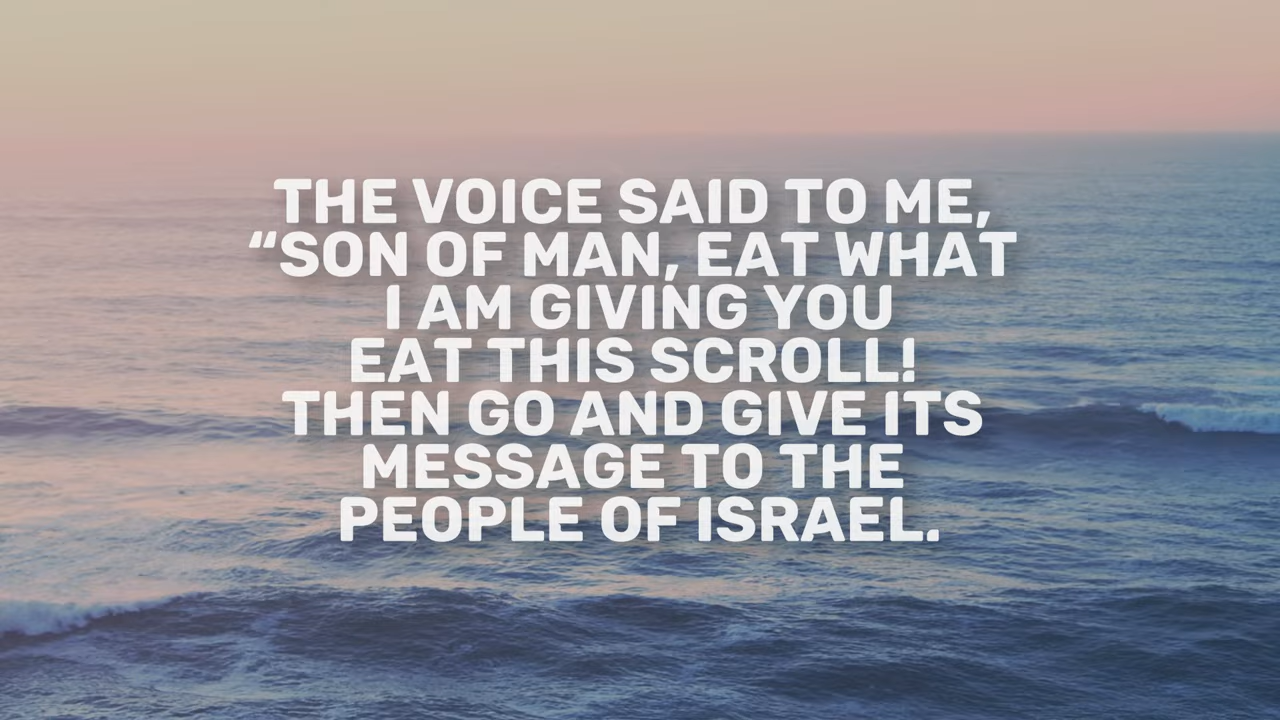 THE VOICE SAID TO ME,
“SON OF MAN, EAT WHAT
I AM GIVING YOU
EAT THIS SCROLL!
THEN GO AND GIVE ITS
MESSAGE TO THE
PEOPLE OF ISRAEL.